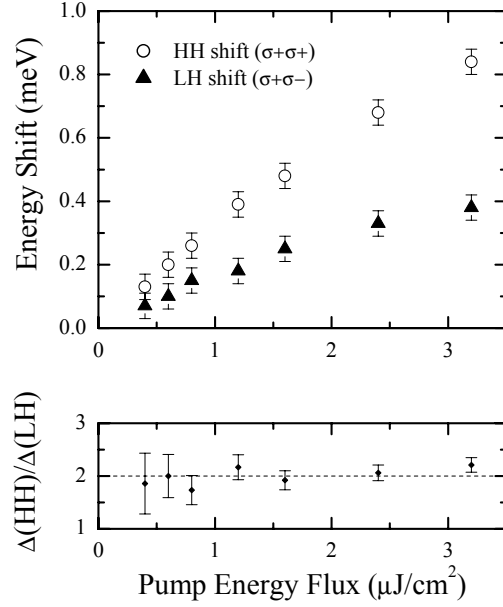 1.0
0.8
0.6
0.4
0.2
0.0
Energy Shift (meV)
HH shift (σ+σ+)
LH shift (σ+σ−)
0 1 2 3
3
2
1
Δ(HH)/Δ(LH)
0 1 2 3
Pump Energy Flux (μJ/cm²)